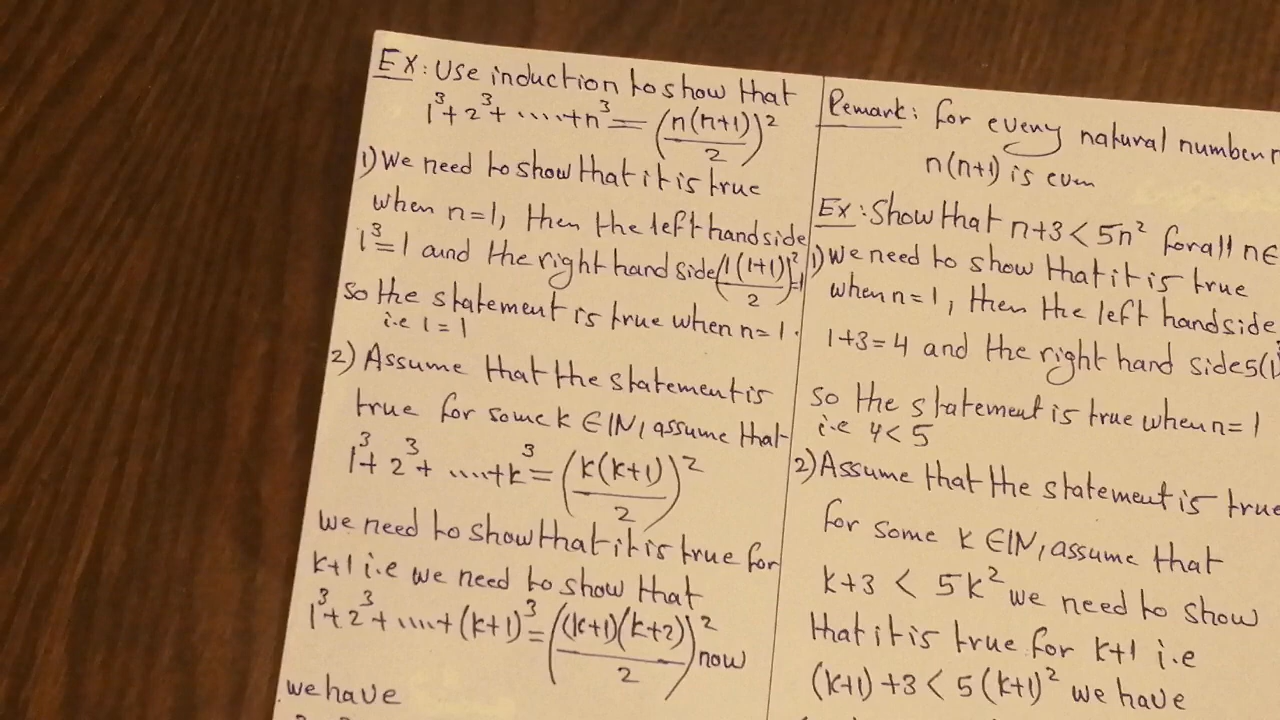 EX: Use induction to show that
1³+2³+.....+n³=(n(n+1)/2)²
1) We need to show that it is true
when n=1, then the left hand side
1³=1 and the right hand side (1(1+1)/2)²=1
so the statement is true when n=1.
i.e 1=1
2) Assume that the statement is
true for some k∈IN, assume that
1³+2³+.....+k³=(k(k+1)/2)²
we need to show that it is true for
k+1 i.e we need to show that
1³+2³+.....+(k+1)³=((k+1)(k+2)/2)² now
we have
Remark: for every natural number n
n(n+1) is even
Ex: Show that n+3<5n² for all n∈
1) We need to show that it is true
when n=1, then the left hand side
1+3=4 and the right hand side 5(1)
so the statement is true when n=1
i.e 4<5
2) Assume that the statement is true
for some k∈IN, assume that
k+3 < 5k² we need to show
that it is true for k+1 i.e
(k+1)+3<5(k+1)² we have